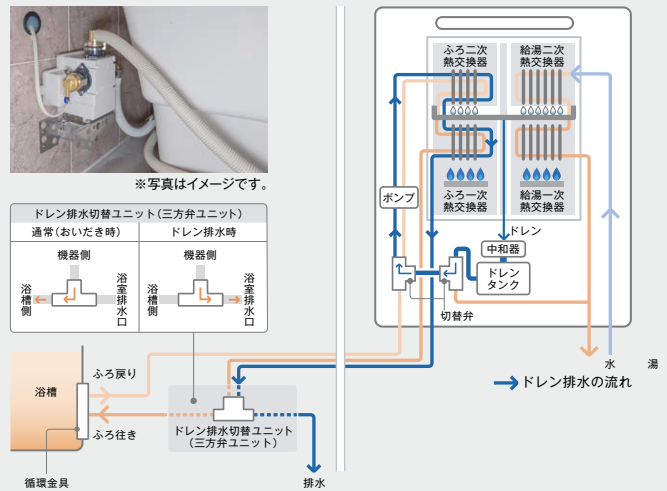 ※写真はイメージです。
ドレン排水切替ユニット(三方弁ユニット)
通常(おいだき時)
ドレン排水時
機器側
浴槽側
浴室排水口
機器側
浴槽側
浴室排水口
浴槽
ふろ戻り
ふろ往き
循環金具
ドレン排水切替ユニット
(三方弁ユニット)
排水
ふろ二次
熱交換器
給湯二次
熱交換器
ふろ一次
熱交換器
給湯一次
熱交換器
ポンプ
ドレン
中和器
ドレン
タンク
切替弁
水
湯
ドレン排水の流れ